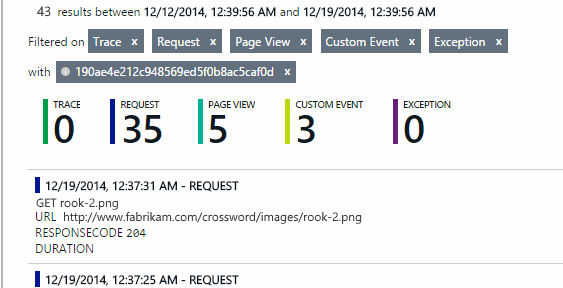 43 results between 12/12/2014, 12:39:56 AM and 12/19/2014, 12:39:56 AM
Filtered on Trace x Request x Page View x Custom Event x Exception x
with 190ae4e212c948569ed5f0b8ac5caf0d x
TRACE REQUEST PAGE VIEW CUSTOM EVENT EXCEPTION
0 35 5 3 0
12/19/2014, 12:37:31 AM - REQUEST
GET rook-2.png
URL http://www.fabrikam.com/crossword/images/rook-2.png
RESPONSECODE 204
DURATION
12/19/2014, 12:37:25 AM - REQUEST